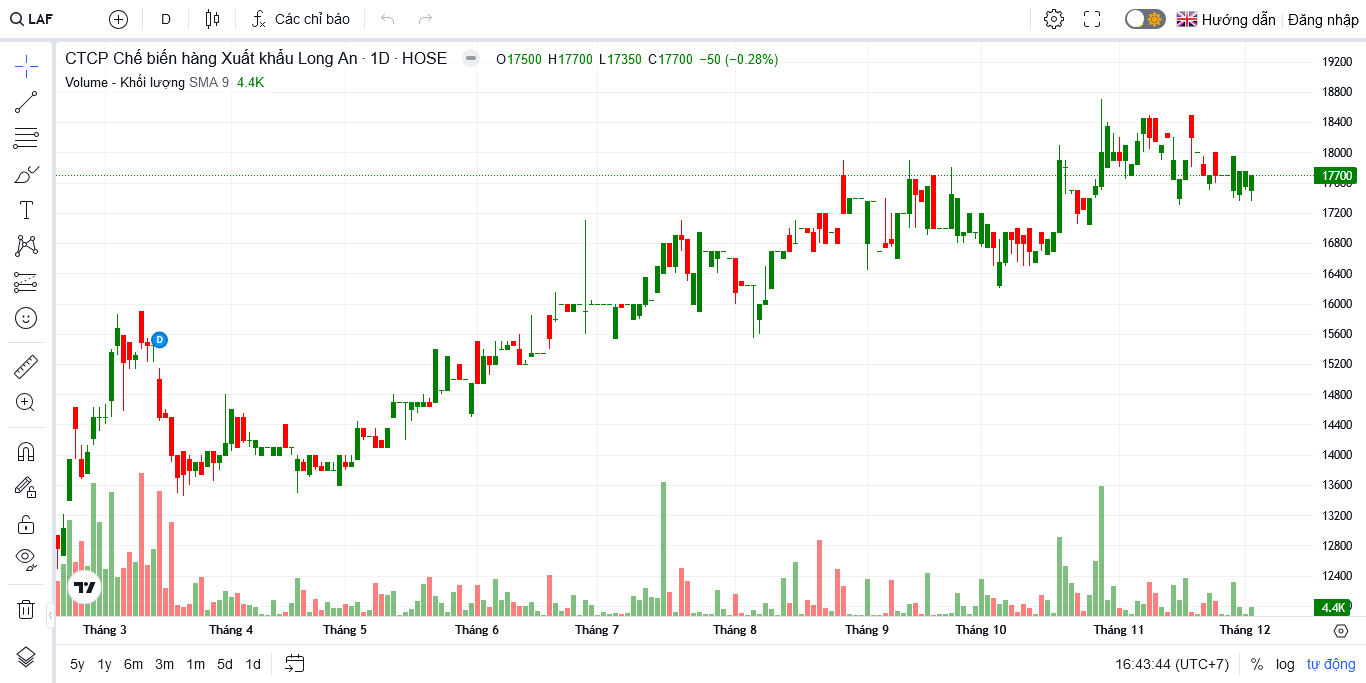 LAF D Các chỉ báo Hướng dẫn Đăng nhập
CTCP Chế biến hàng Xuất khẩu Long An · 1D · HOSE O17500 H17700 L17350 C17700 −50 (−0.28%)
Volume - Khối lượng SMA 9 4.4K
19200
18800
18400
18000
17700
17600
17200
16800
16400
16000
15600
15200
14800
14400
14000
13600
13200
12800
12400
4.4K
D
Tháng 3 Tháng 4 Tháng 5 Tháng 6 Tháng 7 Tháng 8 Tháng 9 Tháng 10 Tháng 11 Tháng 12
5y 1y 6m 3m 1m 5d 1d 16:43:44 (UTC+7) % log tự động